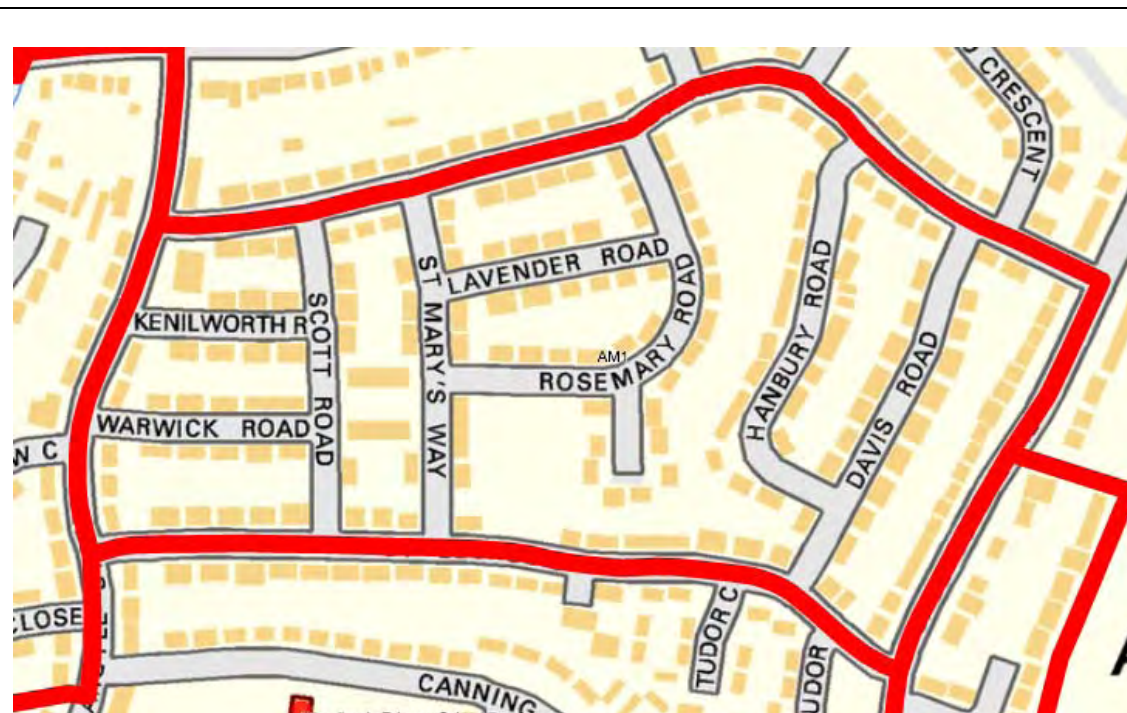 CRESCENT
LAVENDER ROAD
ST MARY'S WAY
SCOTT ROAD
KENILWORTH R
HANBURY ROAD
DAVIS ROAD
AM1
ROSEMARY ROAD
WARWICK ROAD
W C
CLOSE
TUDOR C
TUDOR
CANNING